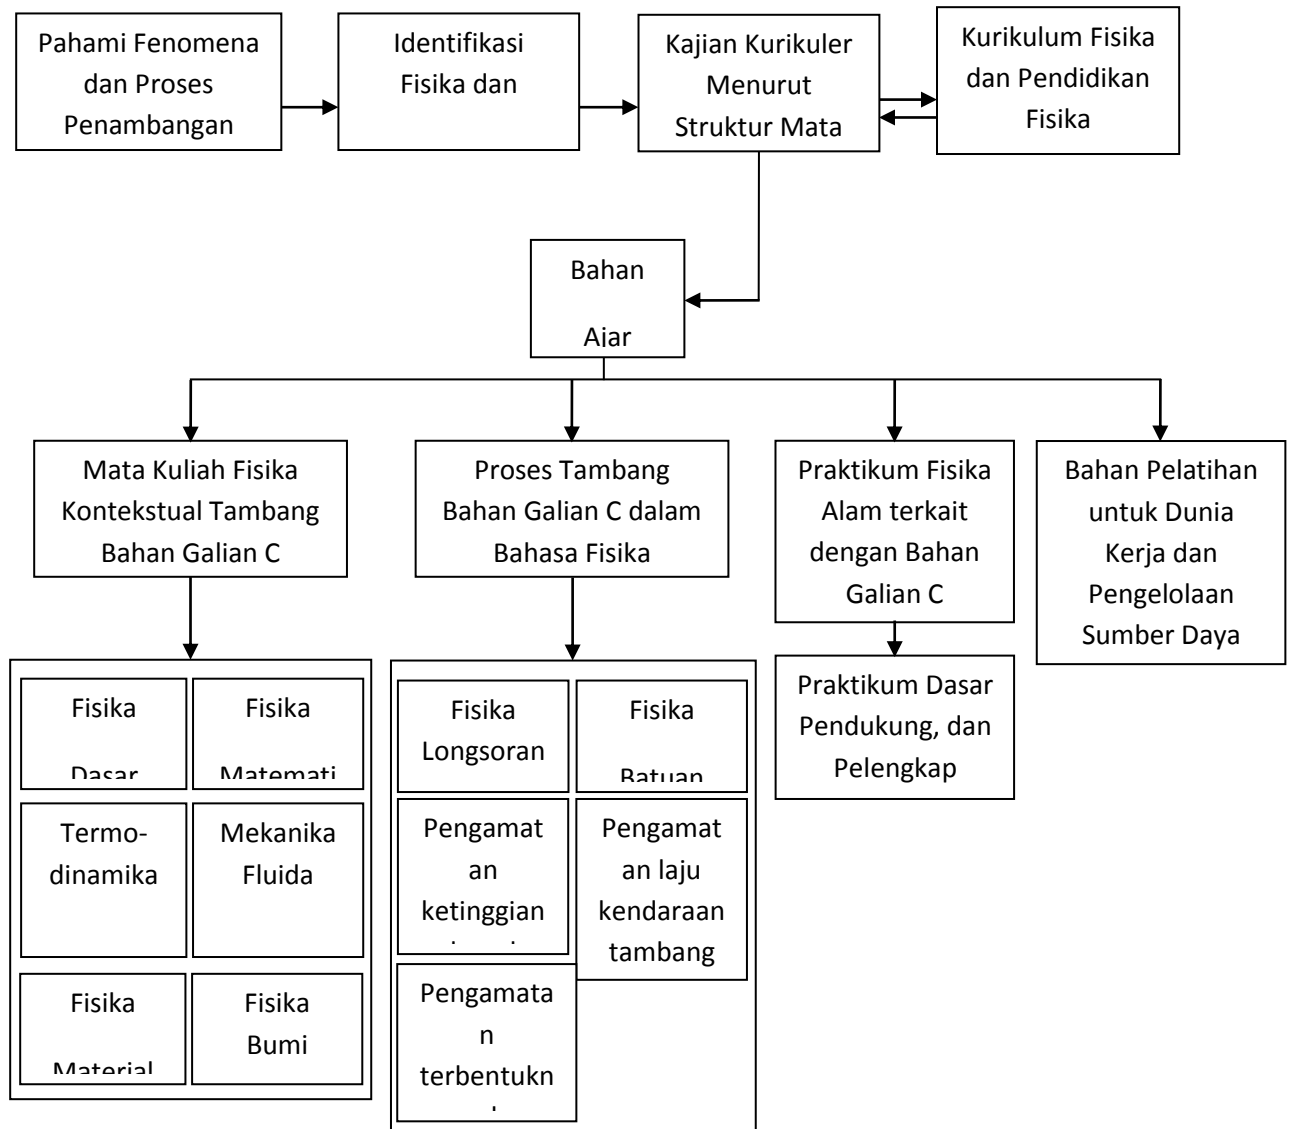 Pahami Fenomena
dan Proses
Penambangan
Identifikasi
Fisika dan
Kajian Kurikuler
Menurut
Struktur Mata
Kurikulum Fisika
dan Pendidikan
Fisika
Bahan
Ajar
Mata Kuliah Fisika
Kontekstual Tambang
Bahan Galian C
Proses Tambang
Bahan Galian C dalam
Bahasa Fisika
Praktikum Fisika
Alam terkait
dengan Bahan
Galian C
Bahan Pelatihan
untuk Dunia
Kerja dan
Pengelolaan
Sumber Daya
Fisika
Dasar
Fisika
Matemati
Termo-
dinamika
Mekanika
Fluida
Fisika
Material
Fisika
Bumi
Fisika
Longsoran
Fisika
Batuan
Pengamat
an
ketinggian
Pengamat
an laju
kendaraan
tambang
Pengamata
n
terbentukn
Praktikum Dasar
Pendukung, dan
Pelengkap